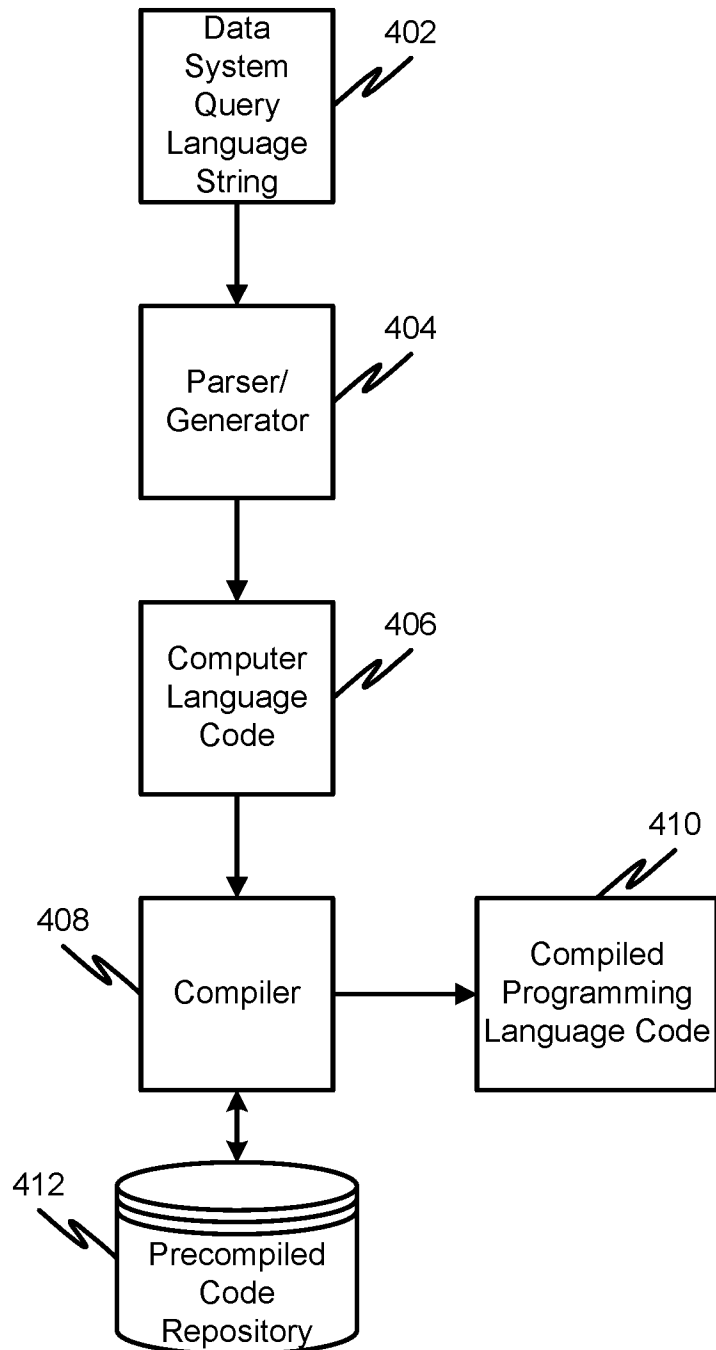 Data
System
Query
Language
String
402
Parser/
Generator
404
Computer
Language
Code
406
408
Compiler
410
Compiled
Programming
Language Code
412
Precompiled
Code
Repository